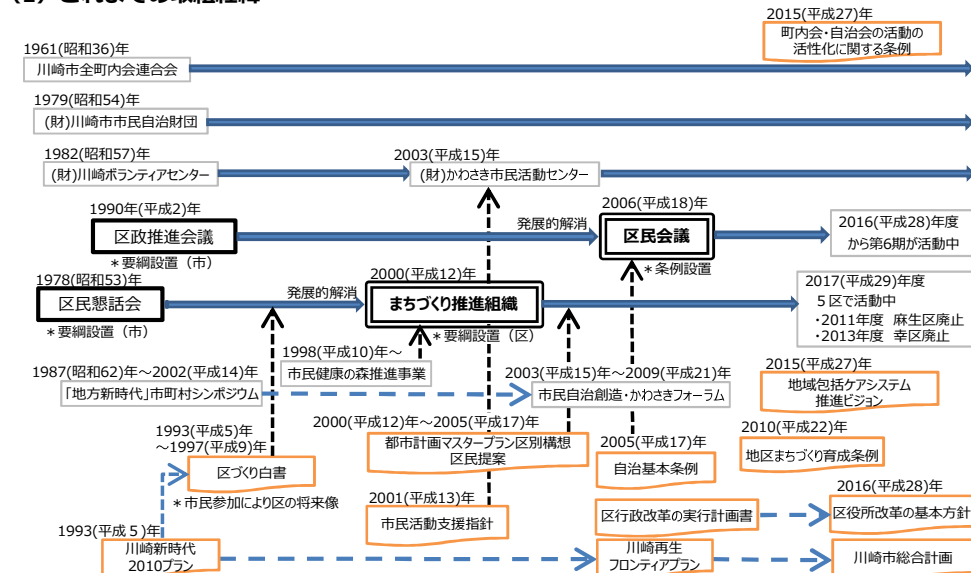 2015(平成27)年
町内会・自治会の活動の
活性化に関する条例
1961(昭和36)年
川崎市全町内会連合会
1979(昭和54)年
(財)川崎市市民自治財団
1982(昭和57)年
(財)川崎ボランティアセンター
2003(平成15)年
(財)かわさき市民活動センター
1990年(平成2)年
区政推進会議
＊要綱設置（市）
発展的解消
2006(平成18)年
区民会議
＊条例設置
2016(平成28)年度
から第6期が活動中
1978(昭和53)年
区民懇話会
＊要綱設置（市）
発展的解消
2000(平成12)年
まちづくり推進組織
＊要綱設置（区）
2017(平成29)年度
５区で活動中
・2011年度 麻生区廃止
・2013年度 幸区廃止
1998(平成10)年～
市民健康の森推進事業
1987(昭和62)年～2002(平成14)年
「地方新時代」市町村シンポジウム
2003(平成15)年～2009(平成21)年
市民自治創造・かわさきフォーラム
2015(平成27)年
地域包括ケアシステム
推進ビジョン
2000(平成12)年～2005(平成17)年
都市計画マスタープラン区別構想
区民提案
1993(平成5)年
～1997(平成9)年
区づくり白書
＊市民参加により区の将来像
2005(平成17)年
自治基本条例
2010(平成22)年
地区まちづくり育成条例
2001(平成13)年
市民活動支援指針
区行政改革の実行計画書
2016(平成28)年
区役所改革の基本方針
1993(平成５)年
川崎新時代
2010プラン
川崎再生
フロンティアプラン
川崎市総合計画